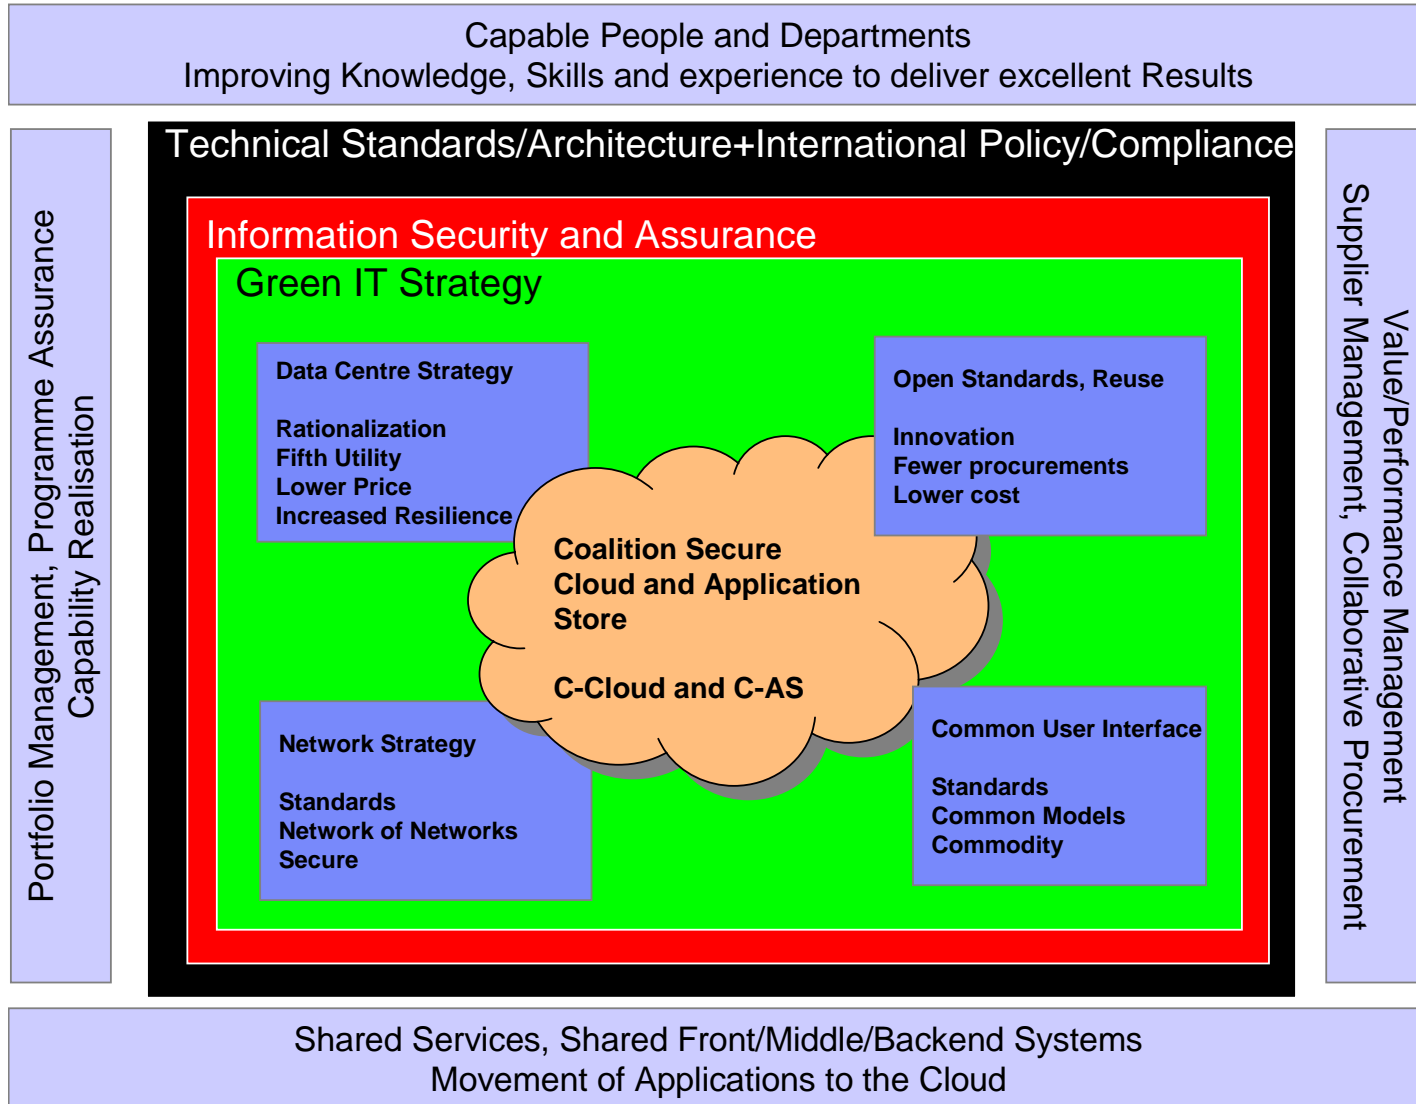 Capable People and Departments
Improving Knowledge, Skills and experience to deliver excellent Results
Portfolio Management, Programme Assurance
Capability Realisation
Technical Standards/Architecture+International Policy/Compliance
Information Security and Assurance
Green IT Strategy
Data Centre Strategy
Rationalization
Fifth Utility
Lower Price
Increased Resilience
Open Standards, Reuse
Innovation
Fewer procurements
Lower cost
Coalition Secure
Cloud and Application
Store
C-Cloud and C-AS
Network Strategy
Standards
Network of Networks
Secure
Common User Interface
Standards
Common Models
Commodity
Value/Performance Management
Supplier Management, Collaborative Procurement
Shared Services, Shared Front/Middle/Backend Systems
Movement of Applications to the Cloud